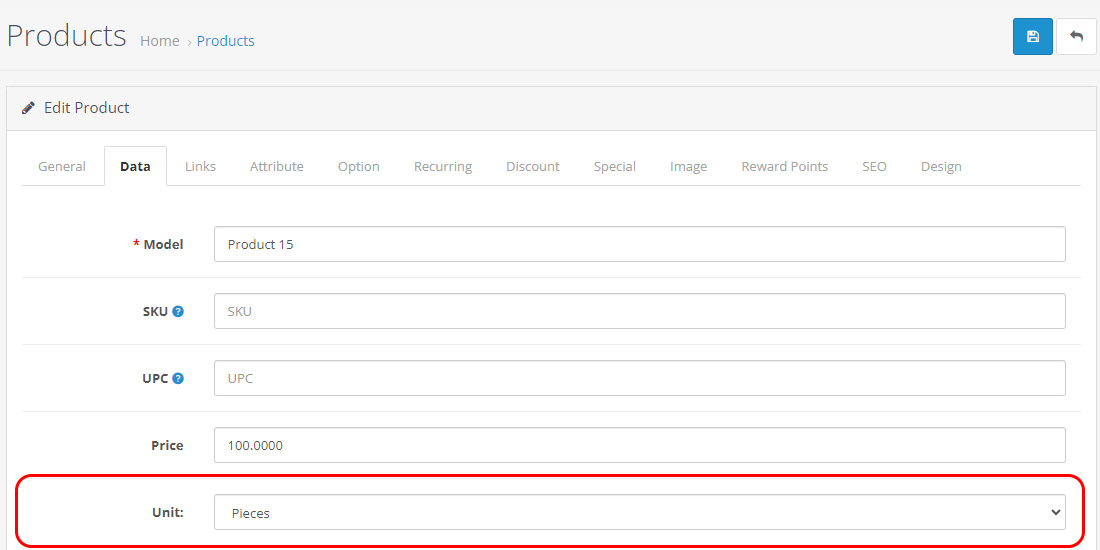 Products Home › Products
Edit Product
General Data Links Attribute Option Recurring Discount Special Image Reward Points SEO Design
* Model Product 15
SKU ? SKU
UPC ? UPC
Price 100.0000
Unit: Pieces